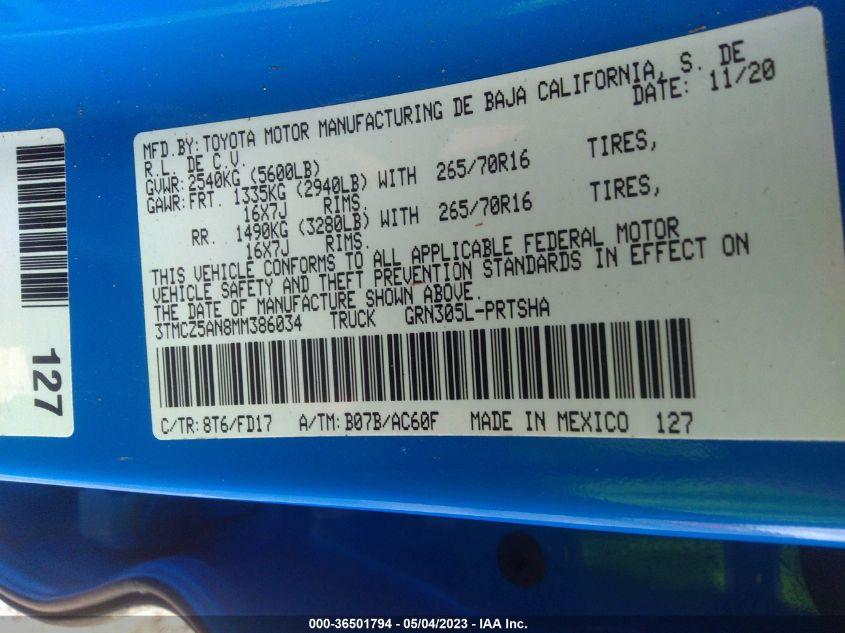 MFD.BY: TOYOTA MOTOR MANUFACTURING DE BAJA CALIFORNIA, S. DE
R.L. DE C.V. DATE: 11/20
GVWR: 2540KG (5600LB)
GAWR: FRT. 1335KG (2940LB) WITH 265/70R16 TIRES,
16X7J RIMS.
RR. 1490KG (3280LB) WITH 265/70R16 TIRES,
16X7J RIMS.
THIS VEHICLE CONFORMS TO ALL APPLICABLE FEDERAL MOTOR
VEHICLE SAFETY AND THEFT PREVENTION STANDARDS IN EFFECT ON
THE DATE OF MANUFACTURE SHOWN ABOVE.
3TMCZ5AN8MM386034 TRUCK GRN305L-PRTSHA
C/TR: 8T6/FD17 A/TM: B07B/AC60F MADE IN MEXICO 127
127
000-36501794 - 05/04/2023 - IAA Inc.